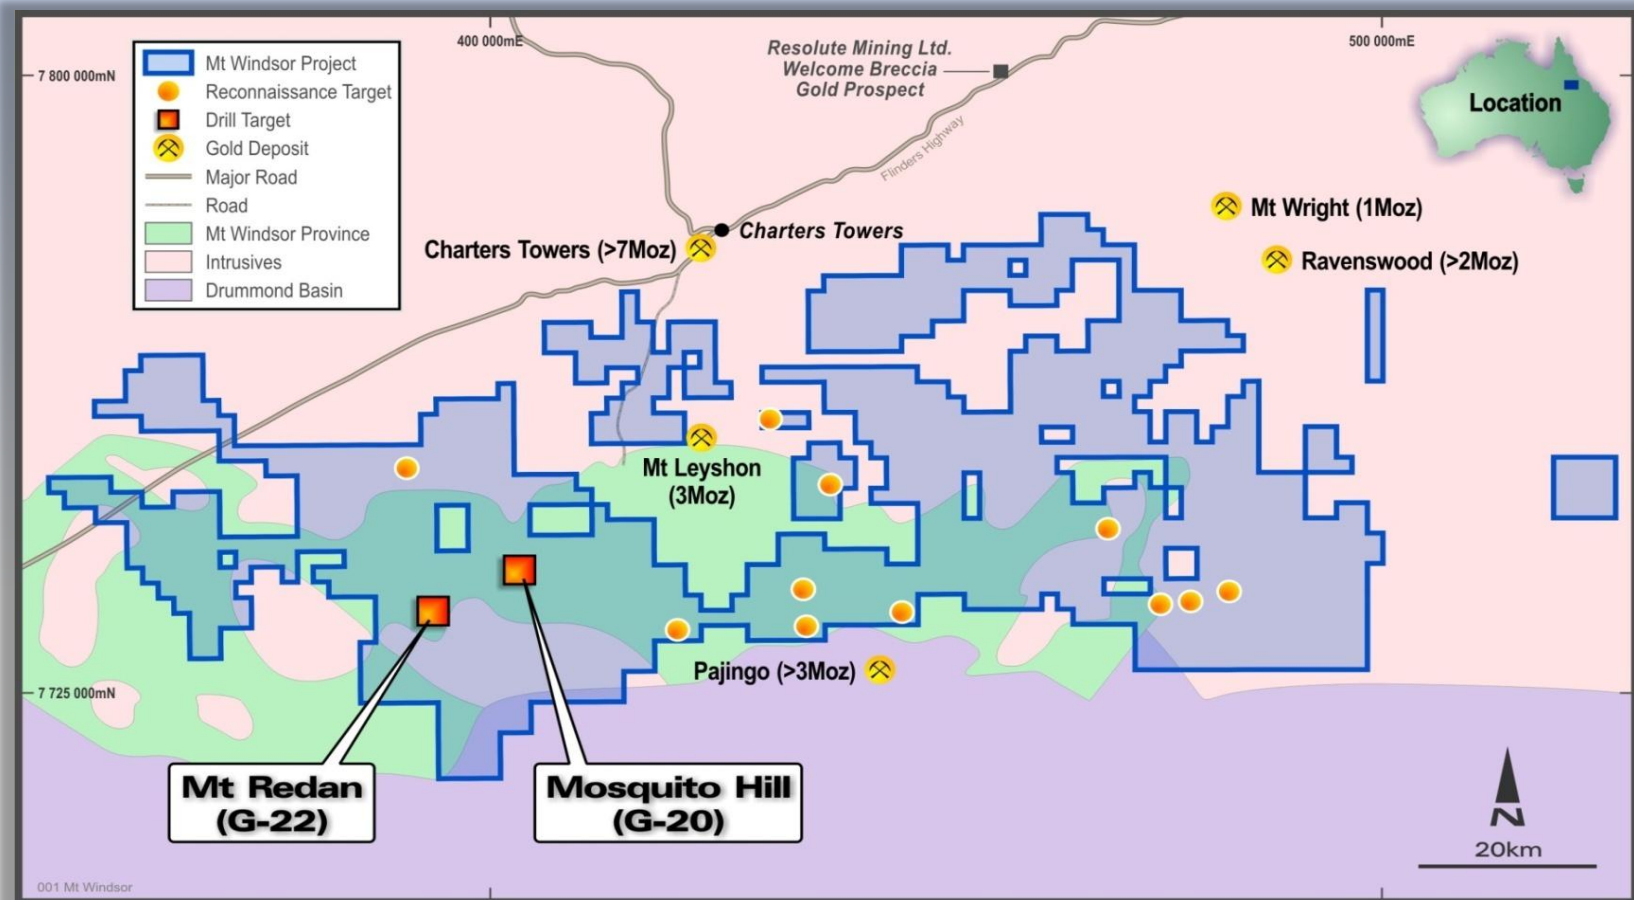 400 000mE
500 000mE
7 800 000mN
Mt Windsor Project
Reconnaissance Target
Drill Target
Gold Deposit
Major Road
Road
Mt Windsor Province
Intrusives
Drummond Basin
Resolute Mining Ltd.
Welcome Breccia
Gold Prospect
Flinders Highway
Location
Charters Towers
Charters Towers (>7Moz)
Mt Wright (1Moz)
Ravenswood (>2Moz)
Mt Leyshon
(3Moz)
Pajingo (>3Moz)
7 725 000mN
Mt Redan
(G-22)
Mosquito Hill
(G-20)
N
20km
001 Mt Windsor